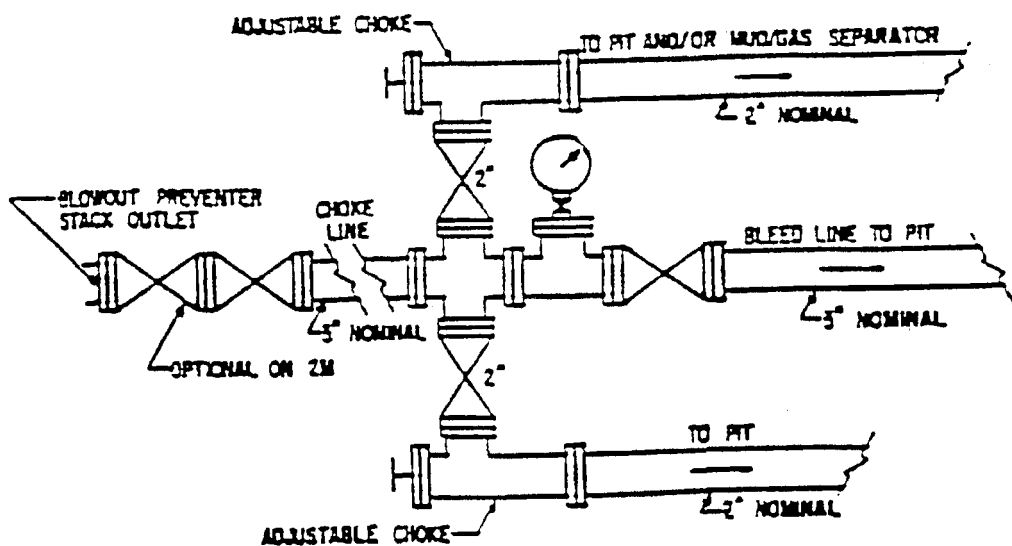 ADJUSTABLE CHOKE
TO PIT AND/OR MUD/GAS SEPARATOR
2" NOMINAL
2"
BLOWOUT PREVENTER
STACK OUTLET
CHOKE
LINE
BLEED LINE TO PIT
3" NOMINAL
3" NOMINAL
OPTIONAL ON 2M
2"
TO PIT
2" NOMINAL
ADJUSTABLE CHOKE